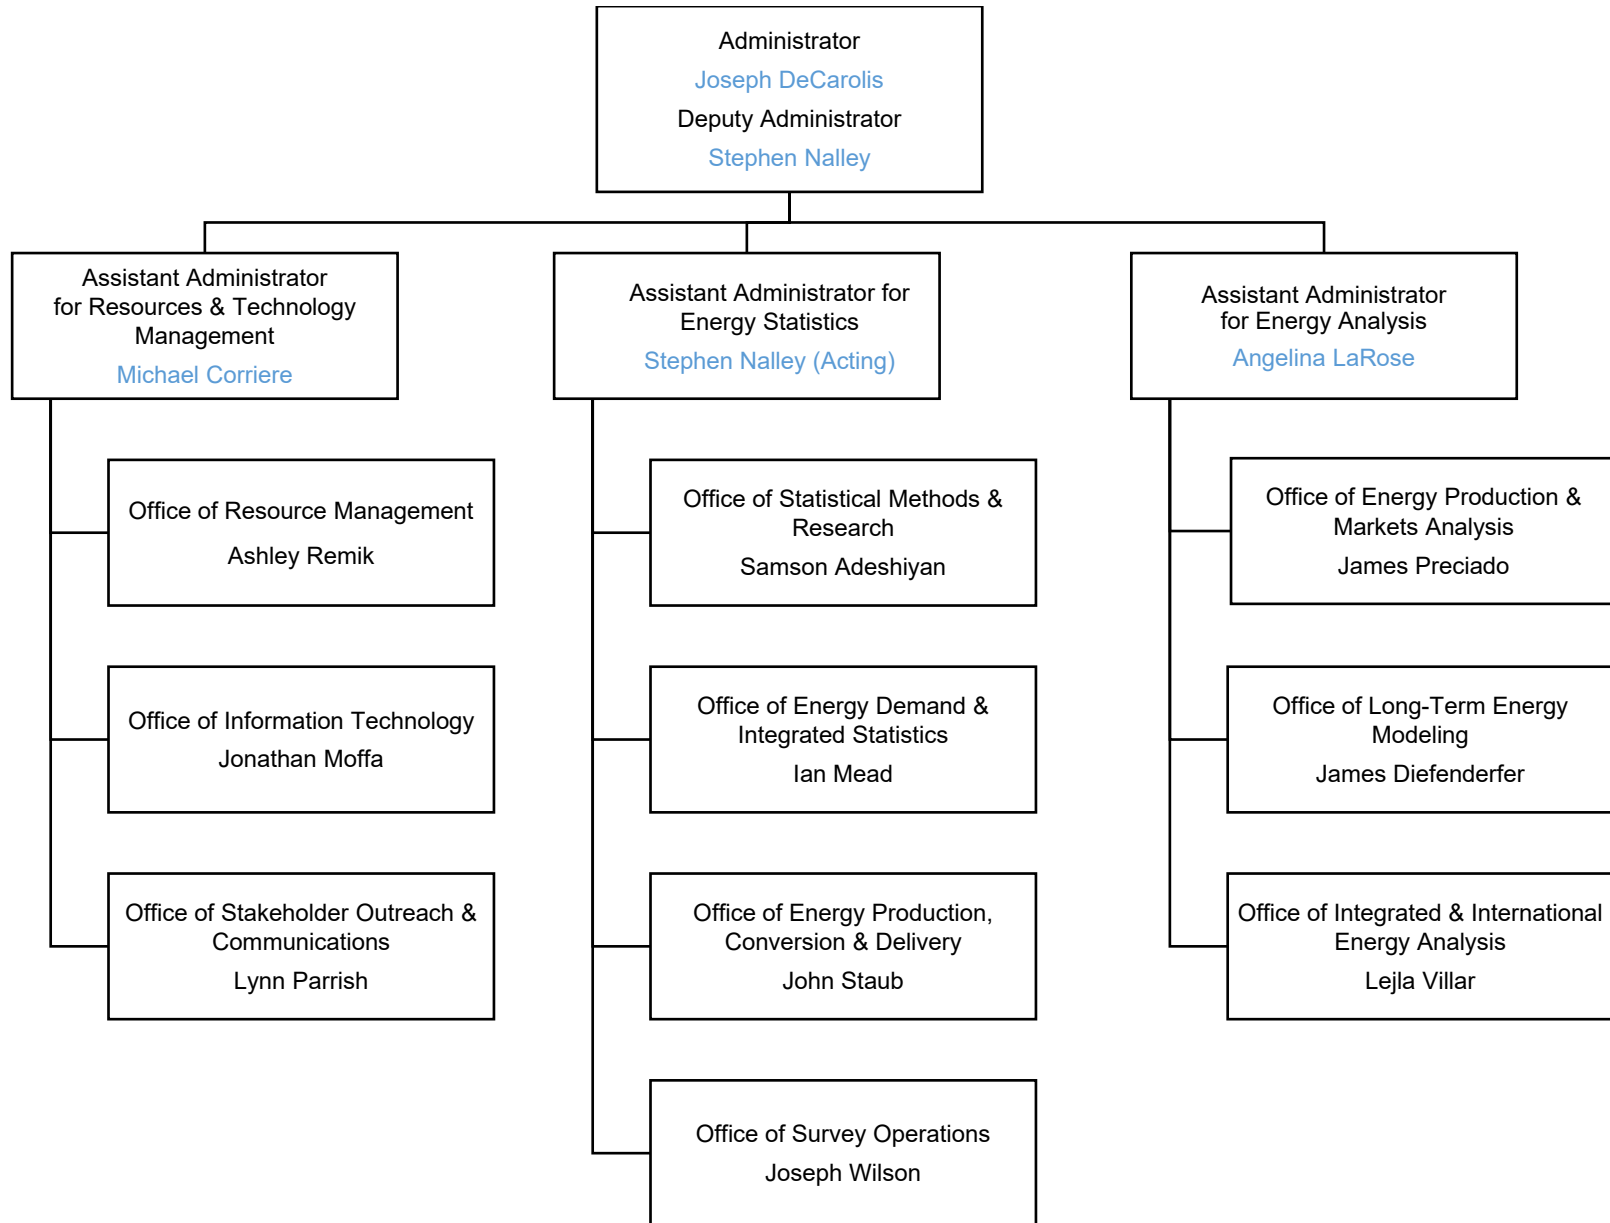 Administrator
Joseph DeCarolis
Deputy Administrator
Stephen Nalley
Assistant Administrator
for Resources & Technology
Management
Michael Corriere
Assistant Administrator for
Energy Statistics
Stephen Nalley (Acting)
Assistant Administrator
for Energy Analysis
Angelina LaRose
Office of Resource Management
Ashley Remik
Office of Information Technology
Jonathan Moffa
Office of Stakeholder Outreach &
Communications
Lynn Parrish
Office of Statistical Methods &
Research
Samson Adeshiyan
Office of Energy Demand &
Integrated Statistics
Ian Mead
Office of Energy Production,
Conversion & Delivery
John Staub
Office of Survey Operations
Joseph Wilson
Office of Energy Production &
Markets Analysis
James Preciado
Office of Long-Term Energy
Modeling
James Diefenderfer
Office of Integrated & International
Energy Analysis
Lejla Villar